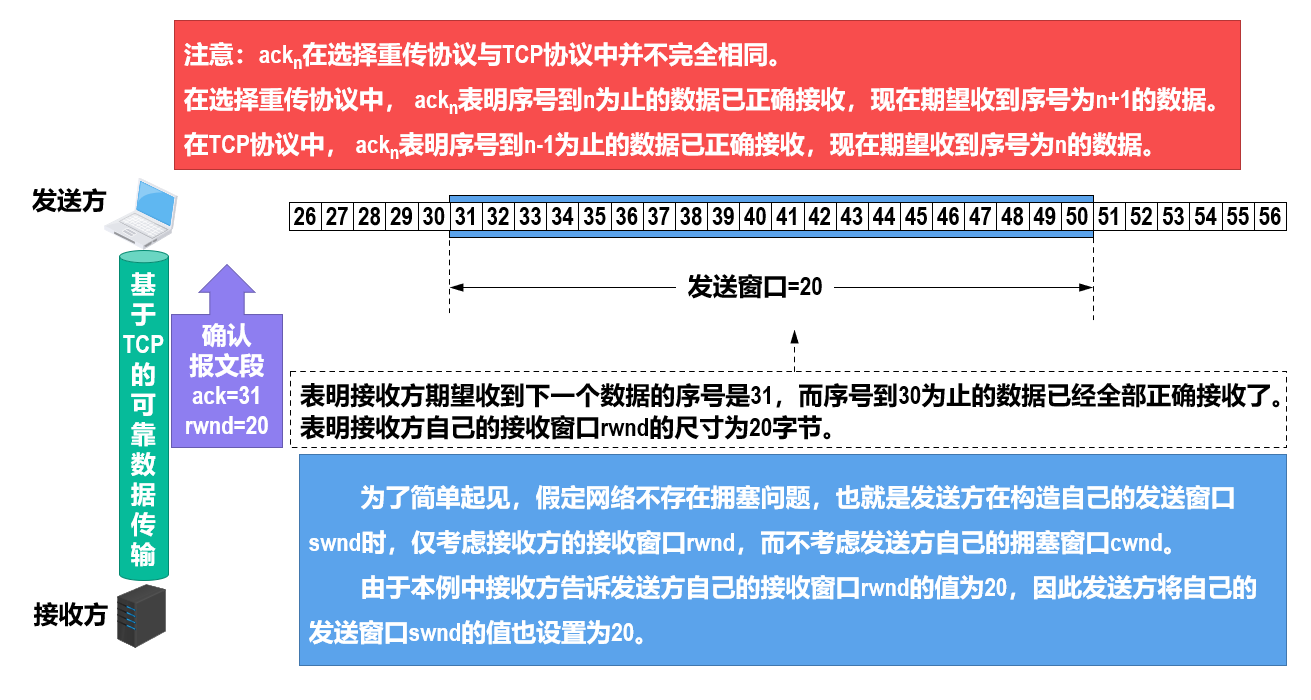 注意：ackn在选择重传协议与TCP协议中并不完全相同。
在选择重传协议中， ackn表明序号到n为止的数据已正确接收，现在期望收到序号为n+1的数据。
在TCP协议中， ackn表明序号到n-1为止的数据已正确接收，现在期望收到序号为n的数据。
发送方
26 27 28 29 30 31 32 33 34 35 36 37 38 39 40 41 42 43 44 45 46 47 48 49 50 51 52 53 54 55 56
发送窗口=20
基于TCP的可靠数据传输
确认
报文段
ack=31
rwnd=20
表明接收方期望收到下一个数据的序号是31，而序号到30为止的数据已经全部正确接收了。
表明接收方自己的接收窗口rwnd的尺寸为20字节。
为了简单起见，假定网络不存在拥塞问题，也就是发送方在构造自己的发送窗口
swnd时，仅考虑接收方的接收窗口rwnd，而不考虑发送方自己的拥塞窗口cwnd。
由于本例中接收方告诉发送方自己的接收窗口rwnd的值为20，因此发送方将自己的
发送窗口swnd的值也设置为20。
接收方